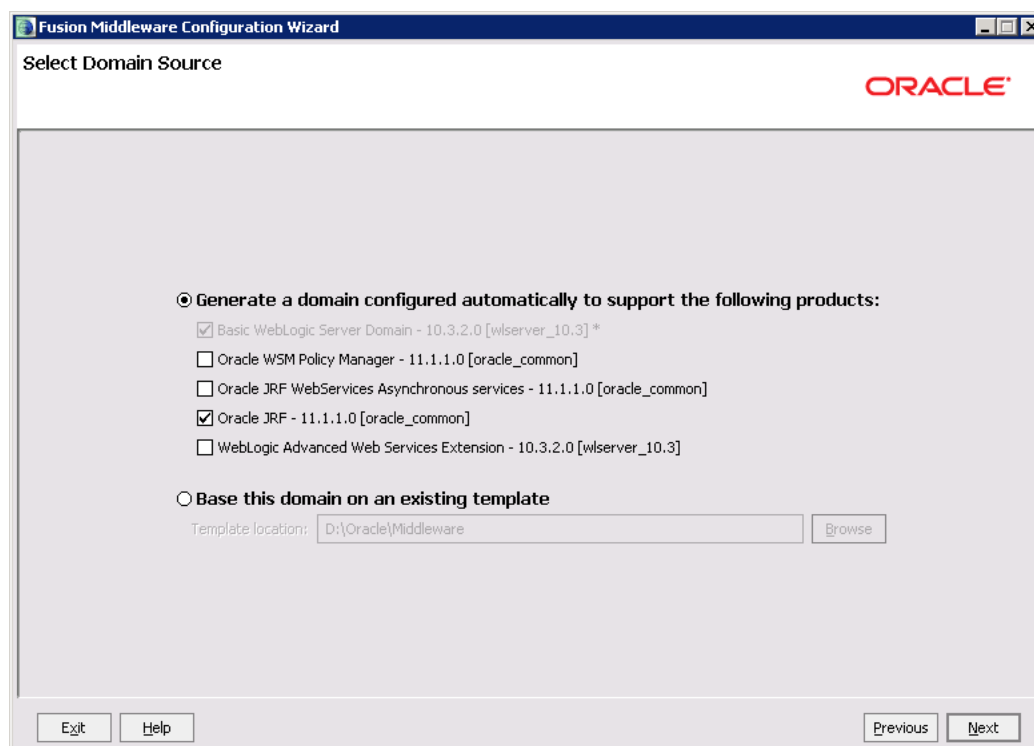 Fusion Middleware Configuration Wizard
Select Domain Source
ORACLE
Generate a domain configured automatically to support the following products:
Basic WebLogic Server Domain - 10.3.2.0 [wlserver_10.3] *
Oracle WSM Policy Manager - 11.1.1.0 [oracle_common]
Oracle JRF WebServices Asynchronous services - 11.1.1.0 [oracle_common]
Oracle JRF - 11.1.1.0 [oracle_common]
WebLogic Advanced Web Services Extension - 10.3.2.0 [wlserver_10.3]
Base this domain on an existing template
Template location: D:\Oracle\Middleware Browse
Exit Help Previous Next